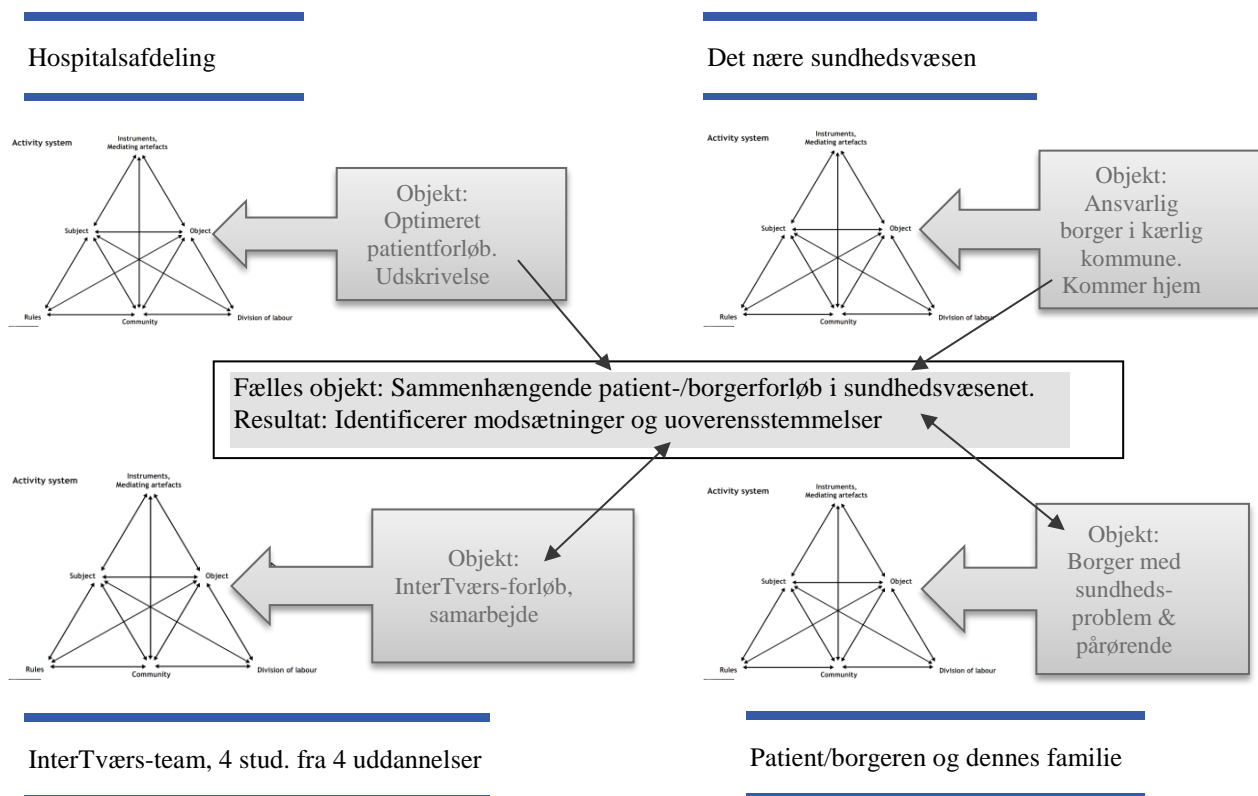 Hospitalsafdeling
Det nære sundhedsvæsen
Activity system
Instruments,
Mediating artefacts
Subject
Object
Rules
Community
Division of labour
Objekt:
Optimeret
patientforløb.
Udskrivelse
Activity system
Instruments,
Mediating artefacts
Subject
Object
Rules
Community
Division of labour
Objekt:
Ansvarlig
borger i kærlig
kommune.
Kommer hjem
Fælles objekt: Sammenhængende patient-/borgerforløb i sundhedsvæsenet.
Resultat: Identificerer modsætninger og uoverensstemmelser
Activity system
Instruments,
Mediating artefacts
Subject
Object
Rules
Community
Division of labour
Objekt:
InterTværs-forløb,
samarbejde
Activity system
Instruments,
Mediating artefacts
Subject
Object
Rules
Community
Division of labour
Objekt:
Borger med
sundheds-
problem &
pårørende
InterTværs-team, 4 stud. fra 4 uddannelser
Patient/borgeren og dennes familie